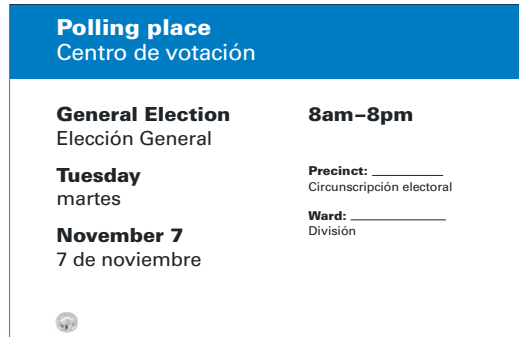 Polling place
Centro de votación
General Election
Elección General
Tuesday
martes
November 7
7 de noviembre
8am–8pm
Precinct:
Circunscripción electoral
Ward:
División